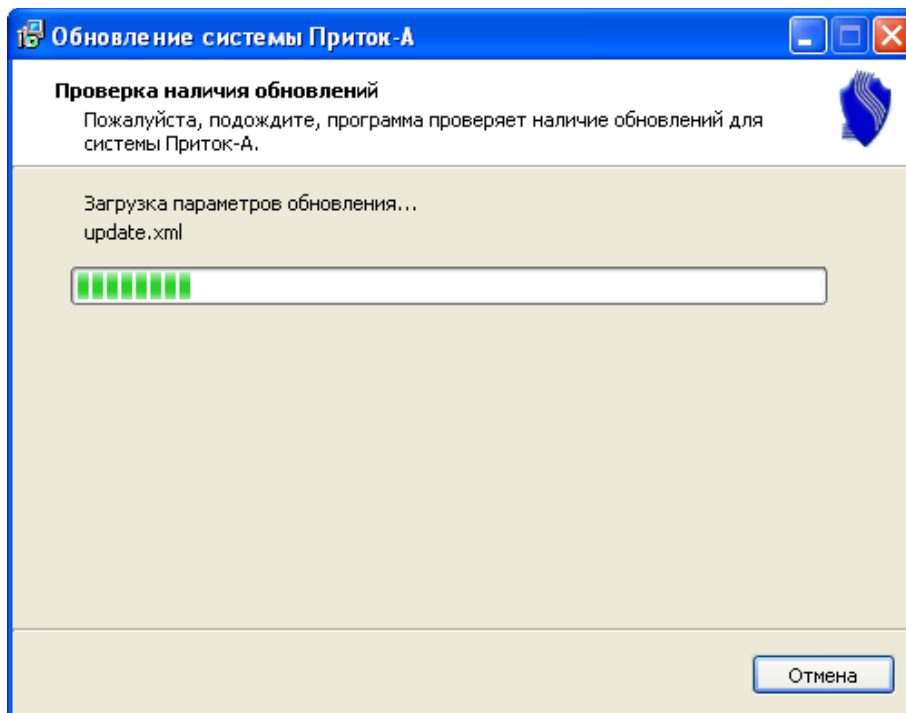 Обновление системы Приток-А
Проверка наличия обновлений
Пожалуйста, подождите, программа проверяет наличие обновлений для
системы Приток-А.
Загрузка параметров обновления...
update.xml
Отмена